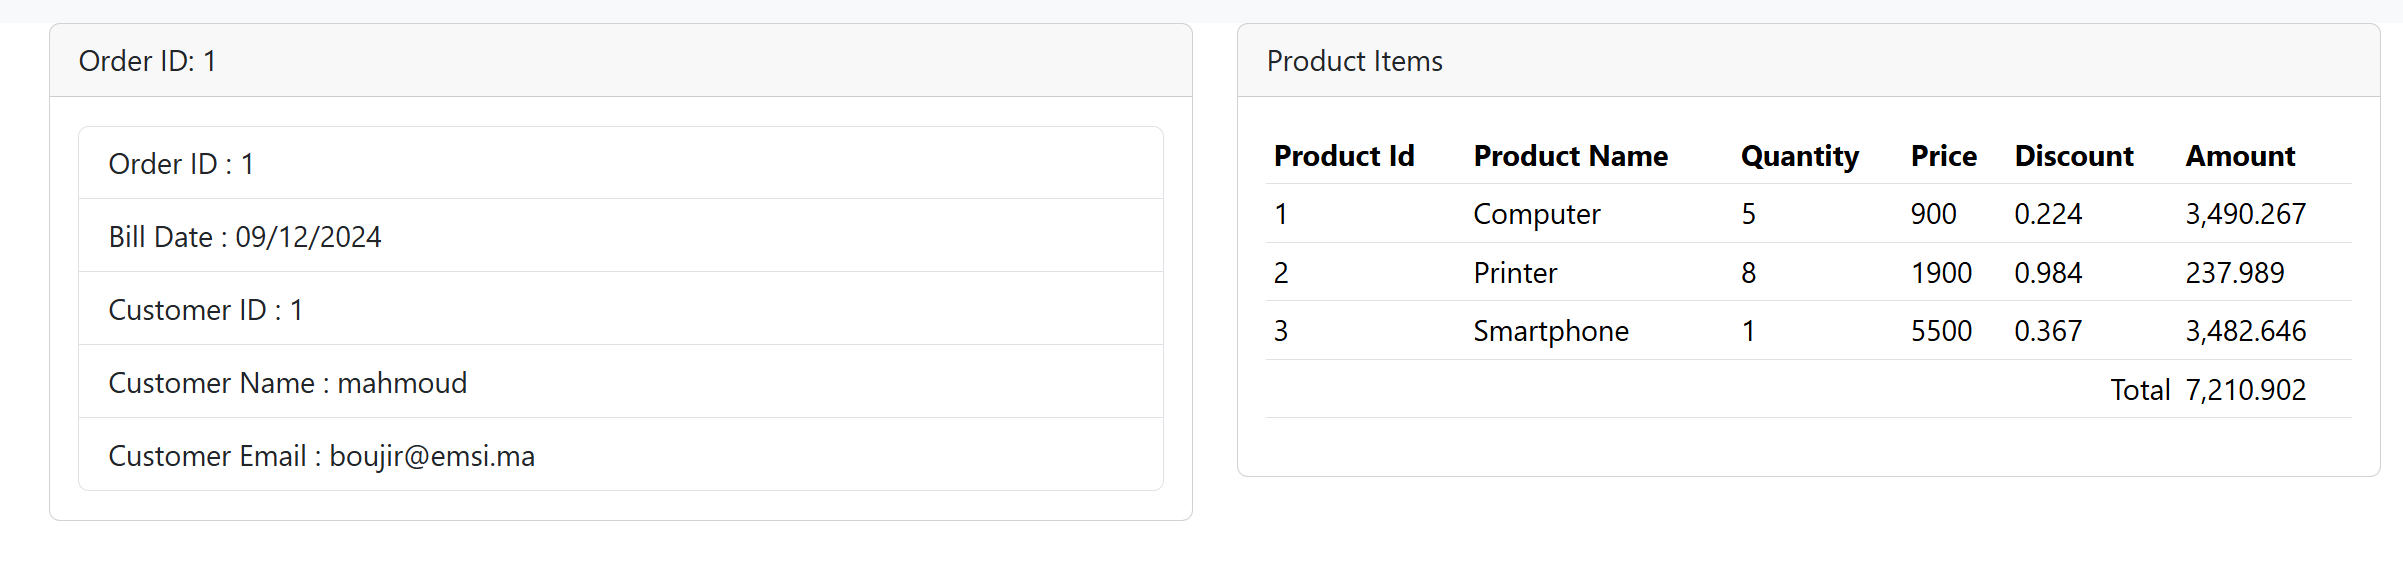 Order ID: 1
Order ID : 1
Bill Date : 09/12/2024
Customer ID : 1
Customer Name : mahmoud
Customer Email : boujir@emsi.ma
Product Items
Product Id Product Name Quantity Price Discount Amount
1 Computer 5 900 0.224 3,490.267
2 Printer 8 1900 0.984 237.989
3 Smartphone 1 5500 0.367 3,482.646
Total 7,210.902